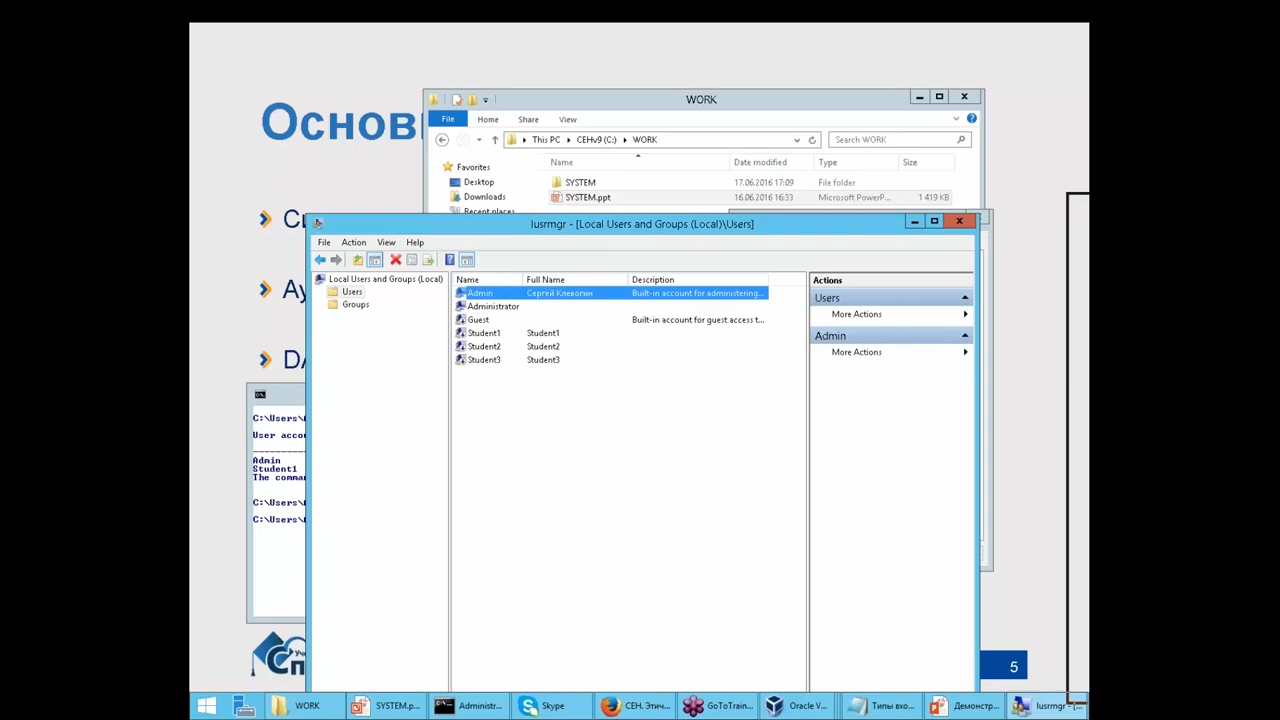 Основ
WORK
File Home Share View
This PC CEHv9 (C:) WORK
Search WORK
Favorites
Desktop
Downloads
Recent places
Name Date modified Type Size
SYSTEM 17.06.2016 17:09 File folder
SYSTEM.ppt 16.06.2016 16:33 Microsoft PowerP... 1 419 KB
lusrmgr - [Local Users and Groups (Local)\Users]
File Action View Help
Local Users and Groups (Local)
Users
Groups
Name Full Name Description
Admin Сергей Клевогин Built-in account for administering...
Administrator
Guest Built-in account for guest access t...
Student1 Student1
Student2 Student2
Student3 Student3
Actions
Users
More Actions
Admin
More Actions
C:\Users\
User acco
Admin
Student1
The comma
C:\Users\
C:\Users\
Сп
5
WORK
SYSTEM.p...
Administr...
Skype
CEH. Этич...
GoToTrain...
Oracle V...
Типы вхо...
Демонстр...
lusrmgr - [...